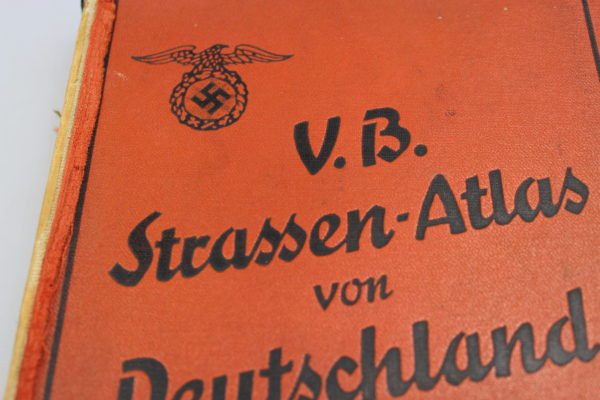 V.B.
Strassen-Atlas
von
Deutschland